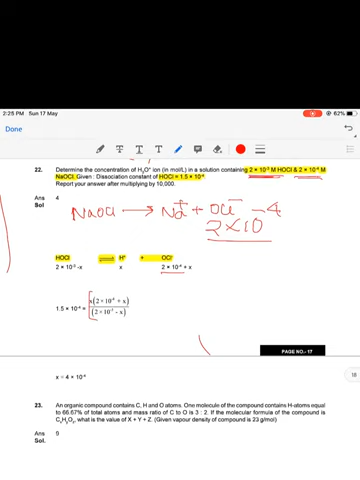 2:25 PM Sun 17 May
Done
22. Determine the concentration of H₃O⁺ ion (in mol/L) in a solution containing 2 × 10⁻³ M HOCl & 2 × 10⁻⁴ M
NaOCl Given : Dissociation constant of HOCl = 1.5 × 10⁻⁴
Report your answer after multiplying by 10,000.
Ans 4
Sol
NaOCl → Na⁺ + OCl⁻
2×10⁻⁴
HOCl ⇌ H⁺ + OCl⁻
2 × 10⁻³ -x x 2 × 10⁻⁴ + x
1.5 × 10⁻⁴ = x(2 × 10⁻⁴ + x)
(2 × 10⁻³ - x)
PAGE NO.- 17
x = 4 × 10⁻⁴
18
23. An organic compound contains C, H and O atoms. One molecule of the compound contains H-atoms equal
to 66.67% of total atoms and mass ratio of C to O is 3 : 2. If the molecular formula of the compound is
CₓHᵧO_z, what is the value of X + Y + Z. (Given vapour density of compound is 23 g/mol)
Ans 9
Sol.